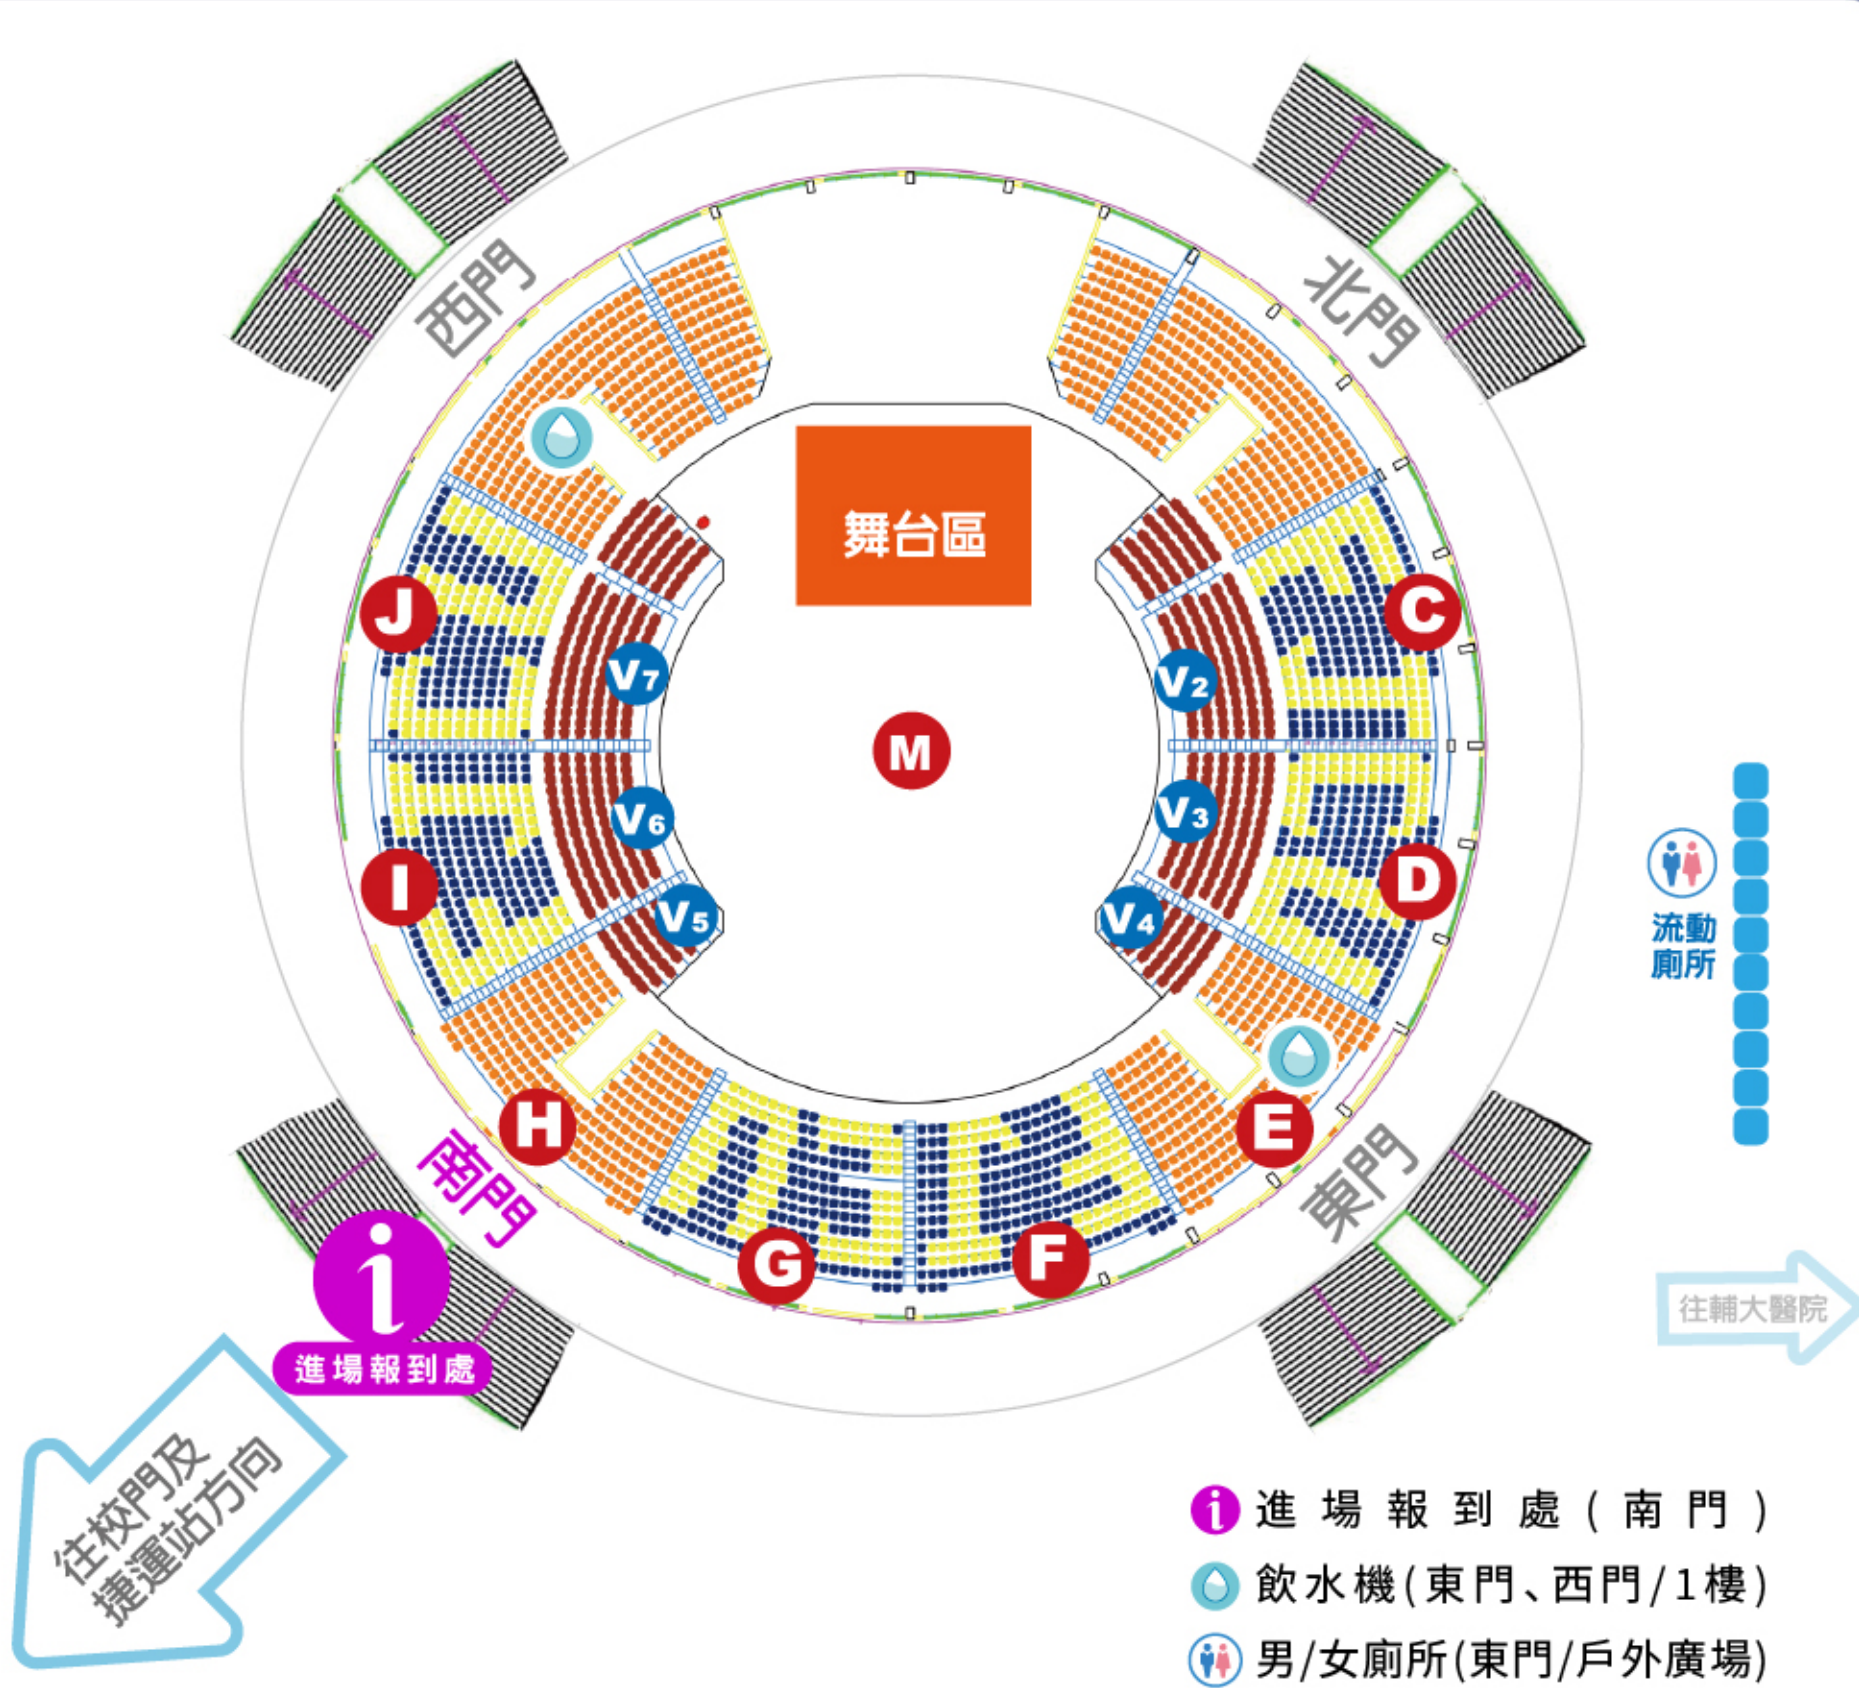 西門
北門
舞台區
J
C
V7
V2
M
V6
V3
I
D
V5
V4
流動
廁所
H
E
南門
東門
G
F
進場報到處
往輔大醫院
往校門及
捷運站方向
進場報到處(南門)
飲水機(東門、西門/1樓)
男/女廁所(東門/戶外廣場)